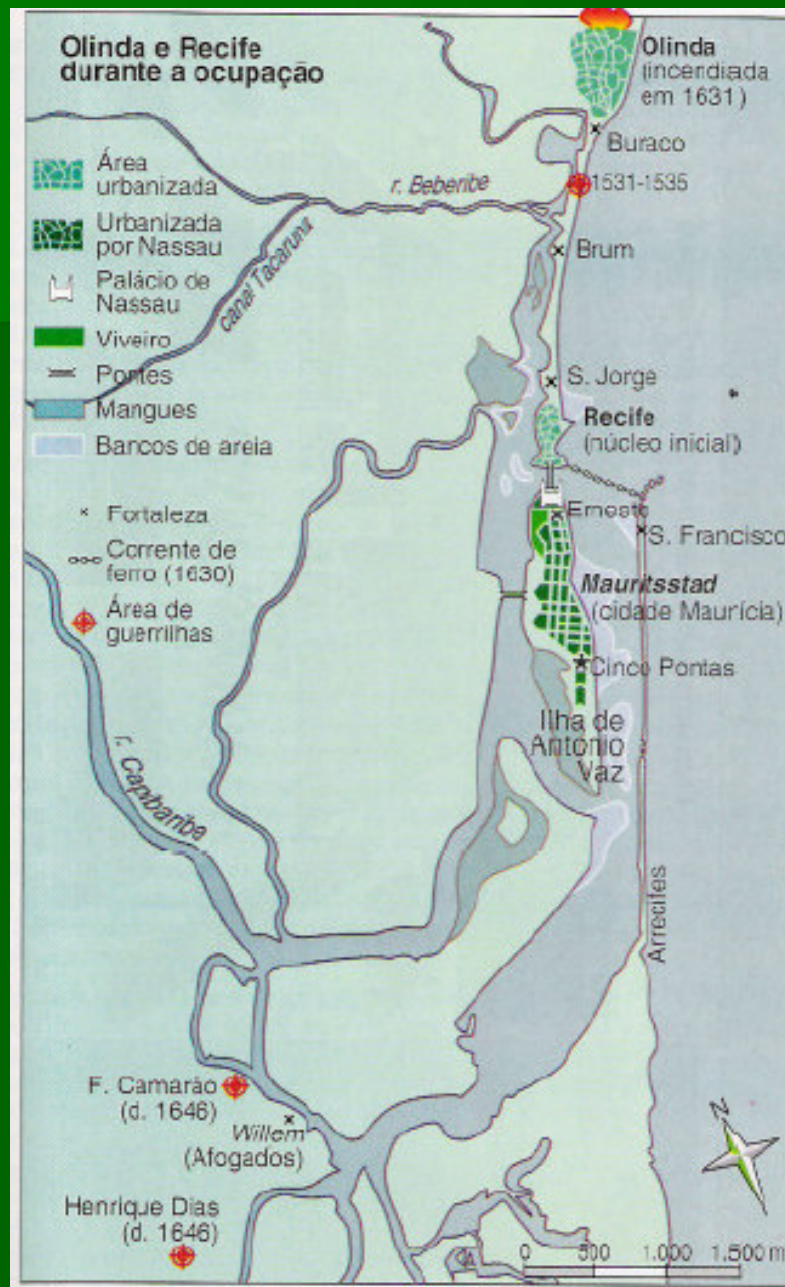 Olinda e Recife
durante a ocupação
Área
urbanizada
Urbanizada
por Nassau
Palácio de
Nassau
Viveiro
Pontes
Mangues
Bancos de areia
Fortaleza
Corrente de
ferro (1630)
Área de
guerrilhas
Olinda
(incendiada
em 1631)
Buraco
r. Beberibe
1531-1535
Brum
canal Tacaruna
S. Jorge
Recife
(núcleo inicial)
Ernesto
S. Francisco
Mauritsstad
(cidade Maurícia)
Cinco Pontas
Ilha de
Antônio
Vaz
r. Capibaribe
Arrecifes
F. Camarão
(d. 1646)
Willem
(Afogados)
Henrique Dias
(d. 1646)
N
0 500 1.000 1.500 m